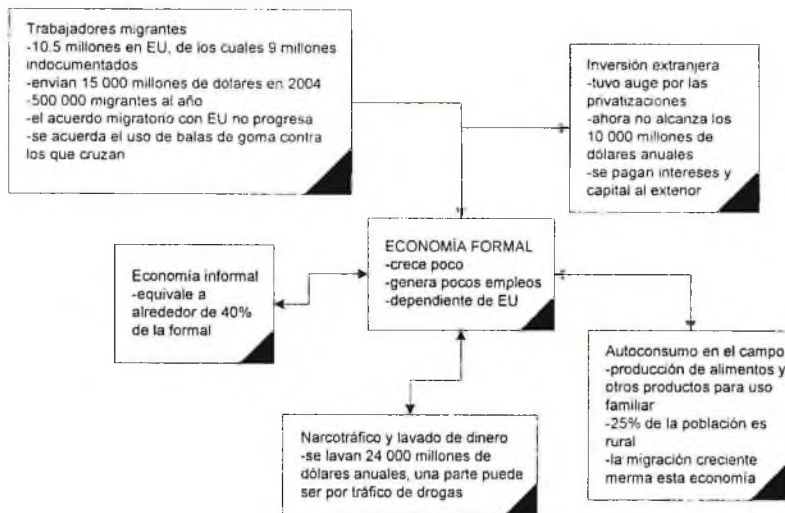 Trabajadores migrantes
-10.5 millones en EU, de los cuales 9 millones
indocumentados
-envían 15 000 millones de dólares en 2004
-500 000 migrantes al año
-el acuerdo migratorio con EU no progresa
-se acuerda el uso de balas de goma contra
los que cruzan
Inversión extranjera
-tuvo auge por las
privatizaciones
-ahora no alcanza los
10 000 millones de
dólares anuales
-se pagan intereses y
capital al exterior
ECONOMÍA FORMAL
-crece poco
-genera pocos empleos
-dependiente de EU
Economía informal
-equivale a
alrededor de 40%
de la formal
Autoconsumo en el campo
-producción de alimentos y
otros productos para uso
familiar
-25% de la población es
rural
-la migración creciente
merma esta economía
Narcotráfico y lavado de dinero
-se lavan 24 000 millones de
dólares anuales, una parte puede
ser por tráfico de drogas